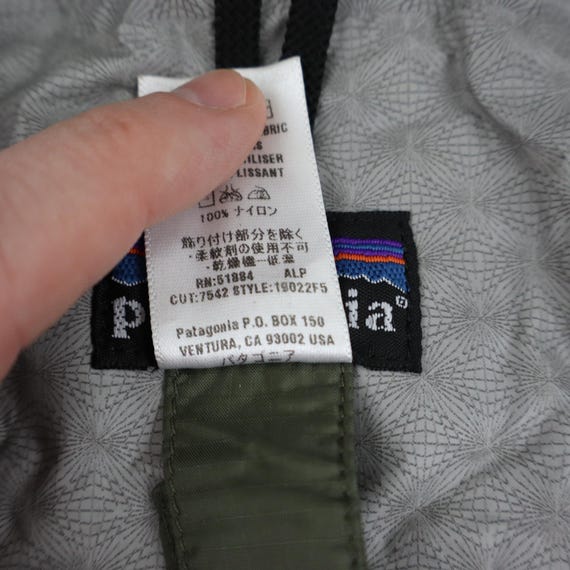 BRIC
S
ILISER
LISSANT
100% ナイロン
飾り付け部分を除く
・柔軟剤の使用不可
・乾燥機一低温
RN:51884 ALP
CUT:7542 STYLE:19022F5
Patagonia P.O. BOX 150
VENTURA, CA 93002 USA
パタゴニア
p ia®